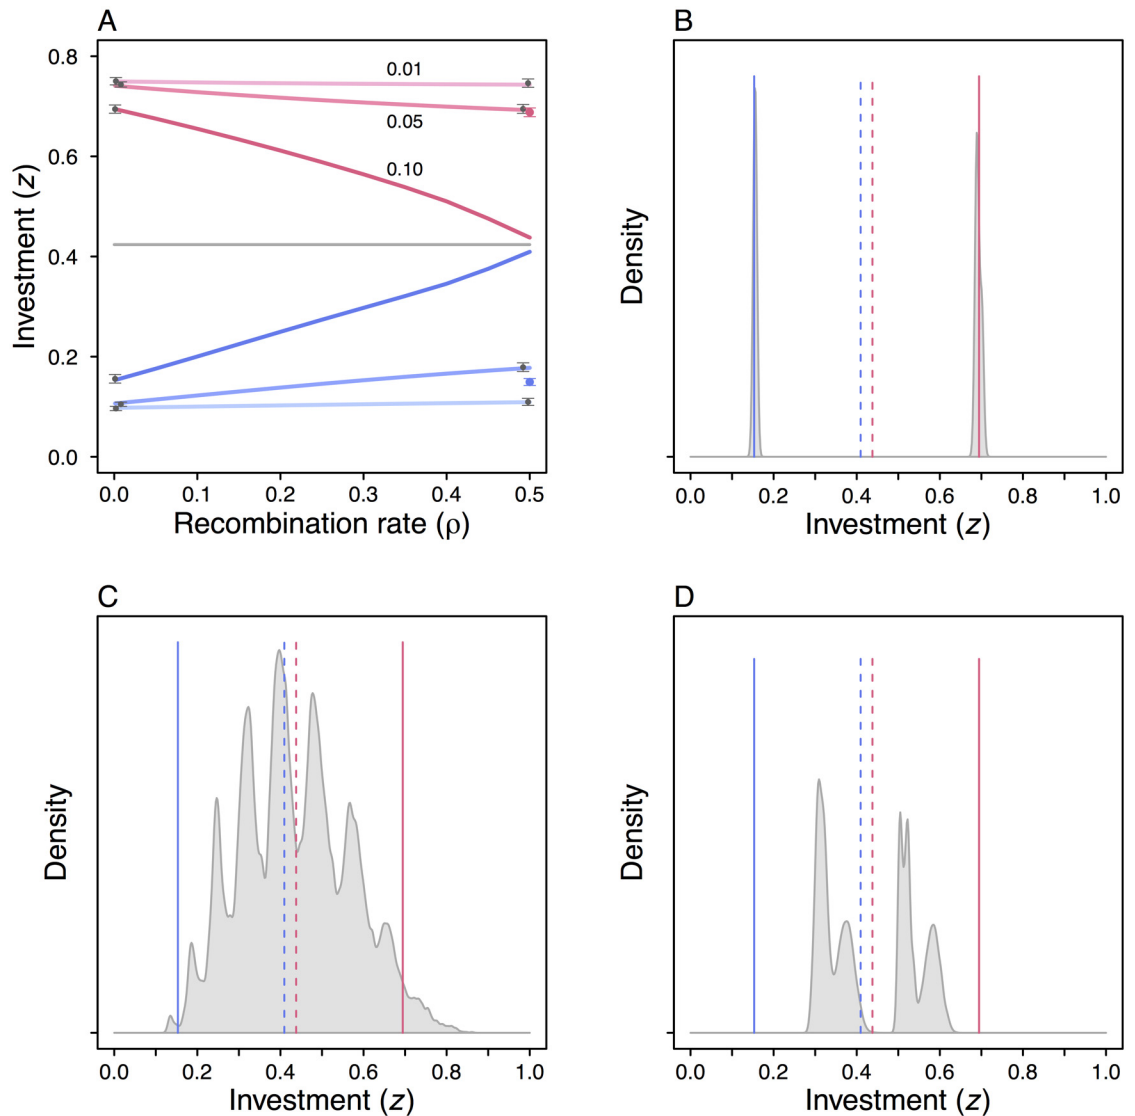 A
0.8
0.6
0.4
0.2
0.0
Investment (z)
0.01
0.05
0.10
0.0 0.1 0.2 0.3 0.4 0.5
Recombination rate (ρ)
B
Density
0.0 0.2 0.4 0.6 0.8 1.0
Investment (z)
C
Density
0.0 0.2 0.4 0.6 0.8 1.0
Investment (z)
D
Density
0.0 0.2 0.4 0.6 0.8 1.0
Investment (z)